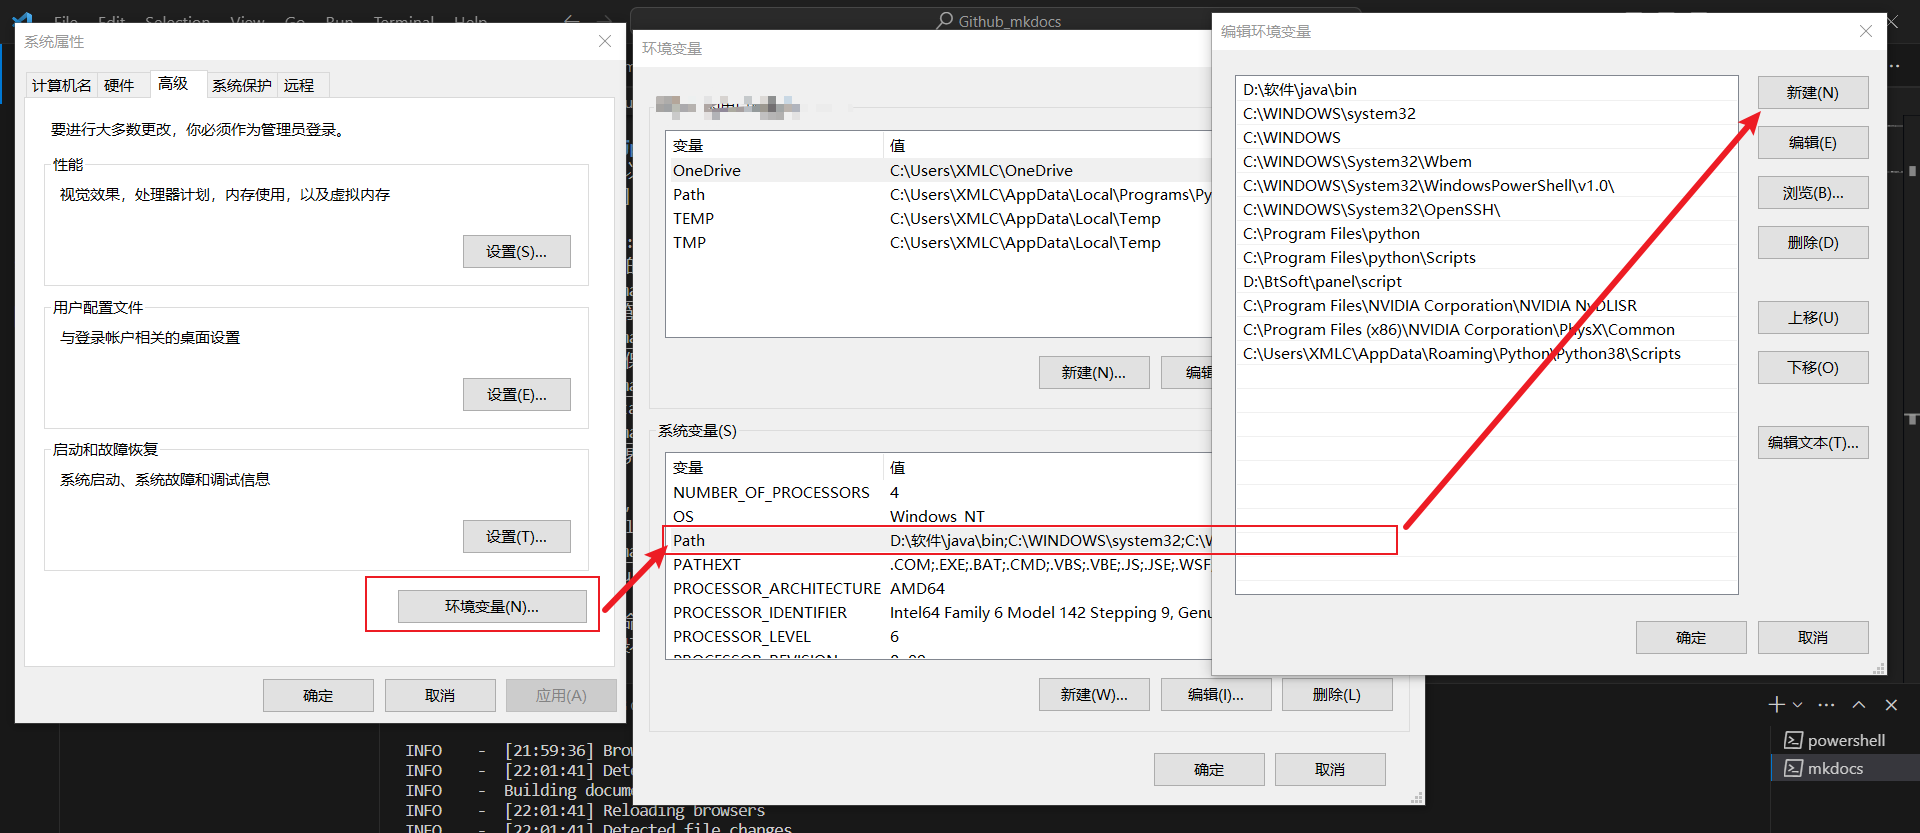 File Edit Selection View Go Run Terminal Help
Github_mkdocs
系统属性
计算机名 硬件 高级 系统保护 远程
要进行大多数更改，你必须作为管理员登录。
性能
视觉效果，处理器计划，内存使用，以及虚拟内存
设置(S)...
用户配置文件
与登录帐户相关的桌面设置
设置(E)...
启动和故障恢复
系统启动、系统故障和调试信息
设置(T)...
环境变量(N)...
确定 取消 应用(A)
环境变量
变量 值
OneDrive C:\Users\XMLC\OneDrive
Path C:\Users\XMLC\AppData\Local\Programs\Py
TEMP C:\Users\XMLC\AppData\Local\Temp
TMP C:\Users\XMLC\AppData\Local\Temp
新建(N)... 编辑
系统变量(S)
变量 值
NUMBER_OF_PROCESSORS 4
OS Windows_NT
Path D:\软件\java\bin;C:\WINDOWS\system32;C:\W
PATHEXT .COM;.EXE;.BAT;.CMD;.VBS;.VBE;.JS;.JSE;.WSF
PROCESSOR_ARCHITECTURE AMD64
PROCESSOR_IDENTIFIER Intel64 Family 6 Model 142 Stepping 9, Genu
PROCESSOR_LEVEL 6
PROCESSOR_REVISION
新建(W)... 编辑(I)... 删除(L)
确定 取消
编辑环境变量
D:\软件\java\bin
C:\WINDOWS\system32
C:\WINDOWS
C:\WINDOWS\System32\Wbem
C:\WINDOWS\System32\WindowsPowerShell\v1.0\
C:\WINDOWS\System32\OpenSSH\
C:\Program Files\python
C:\Program Files\python\Scripts
D:\BtSoft\panel\script
C:\Program Files\NVIDIA Corporation\NVIDIA NvDLISR
C:\Program Files (x86)\NVIDIA Corporation\PhysX\Common
C:\Users\XMLC\AppData\Roaming\Python\Python38\Scripts
新建(N)
编辑(E)
浏览(B)...
删除(D)
上移(U)
下移(O)
编辑文本(T)...
确定 取消
INFO - [21:59:36] Brow
INFO - [22:01:41] Dete
INFO - Building docum
INFO - [22:01:41] Reloading browsers
INFO - [22:01:41] Detected file changes
powershell
mkdocs